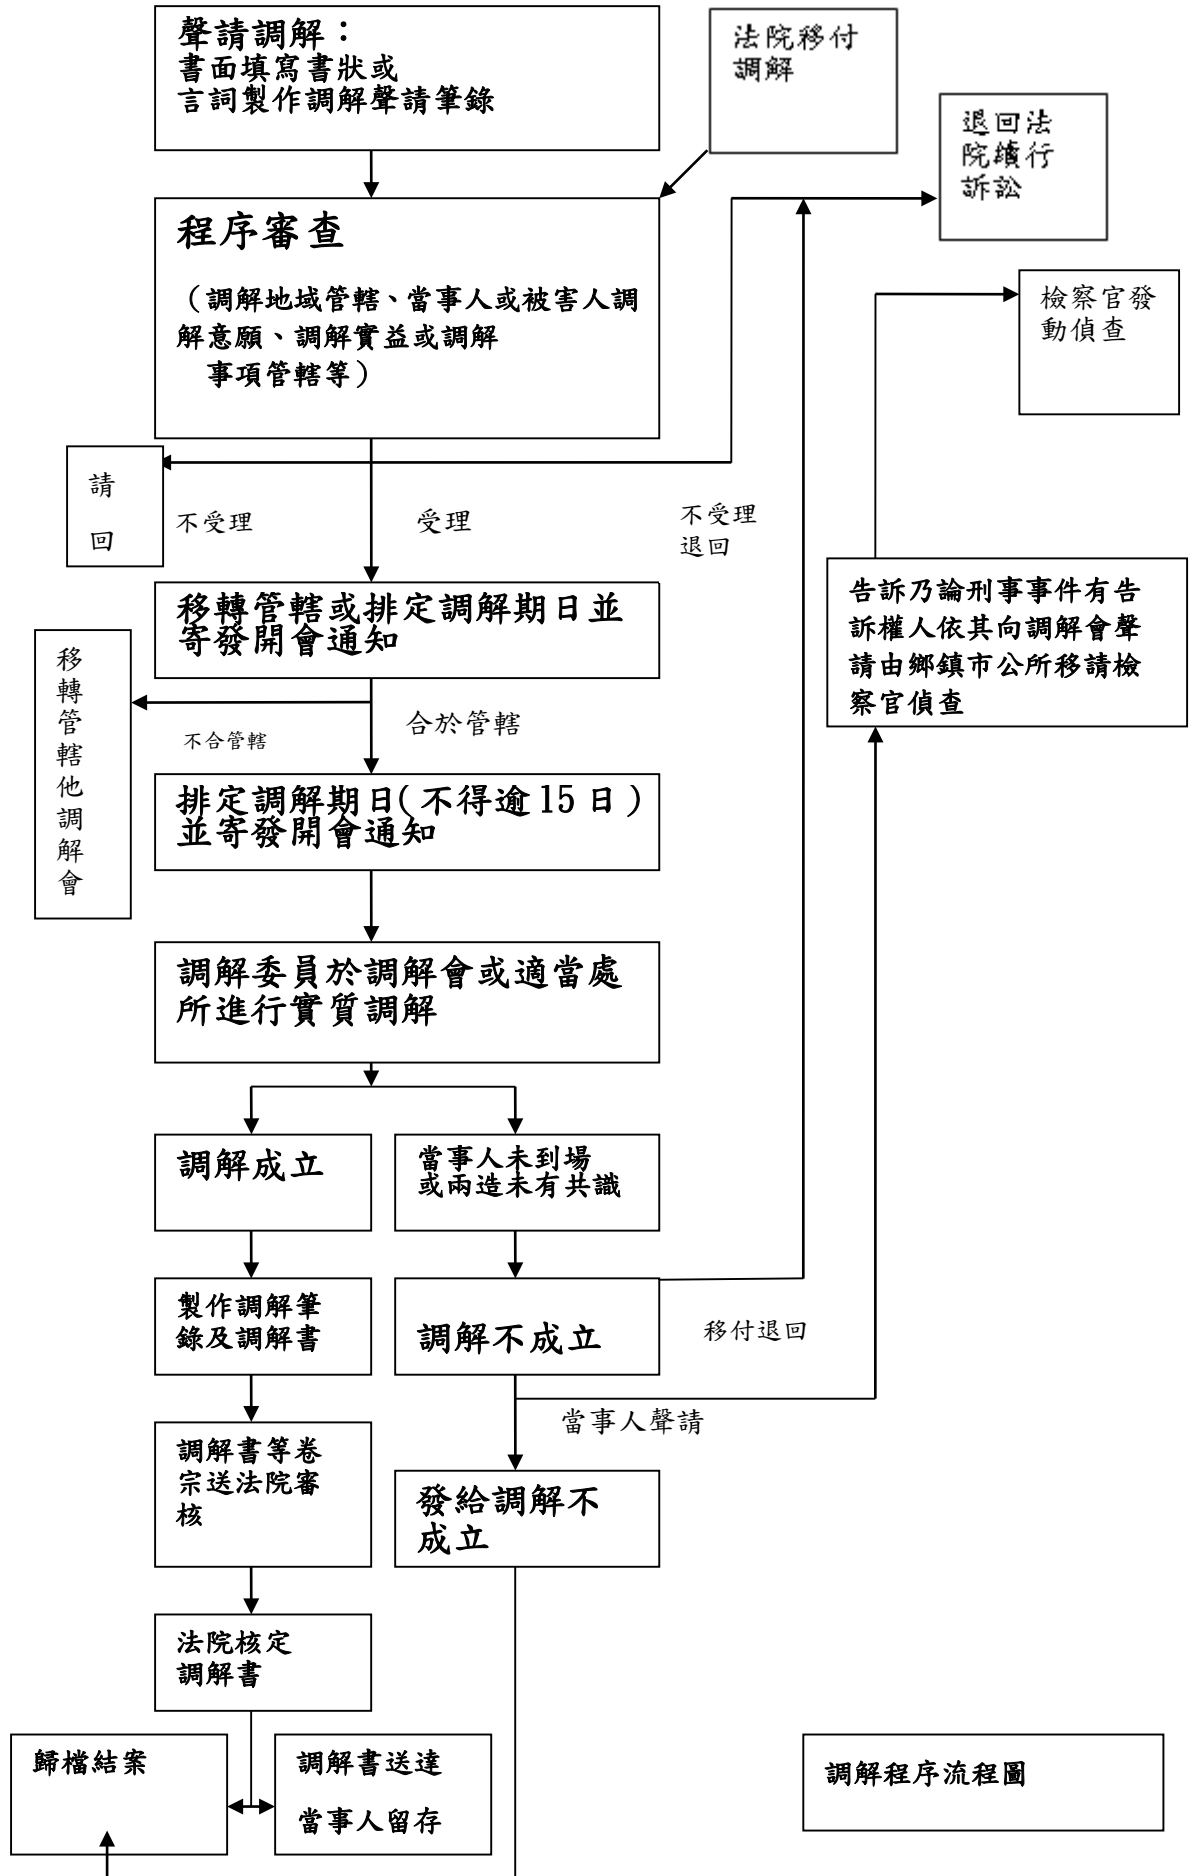 聲請調解：
書面填寫書狀或
言詞製作調解聲請筆錄
法院移付
調解
退回法
院續行
訴訟
程序審查
（調解地域管轄、當事人或被害人調
解意願、調解實益或調解
事項管轄等）
檢察官發
動偵查
請
回
不受理
受理
不受理
退回
移轉管轄或排定調解期日並
寄發開會通知
告訴乃論刑事事件有告
訴權人依其向調解會聲
請由鄉鎮市公所移請檢
察官偵查
移轉管轄他調解會
不合管轄
合於管轄
排定調解期日(不得逾15日)
並寄發開會通知
調解委員於調解會或適當處
所進行實質調解
調解成立
當事人未到場
或兩造未有共識
製作調解筆
錄及調解書
調解不成立
移付退回
當事人聲請
調解書等卷
宗送法院審
核
發給調解不
成立
法院核定
調解書
歸檔結案
調解書送達
當事人留存
調解程序流程圖